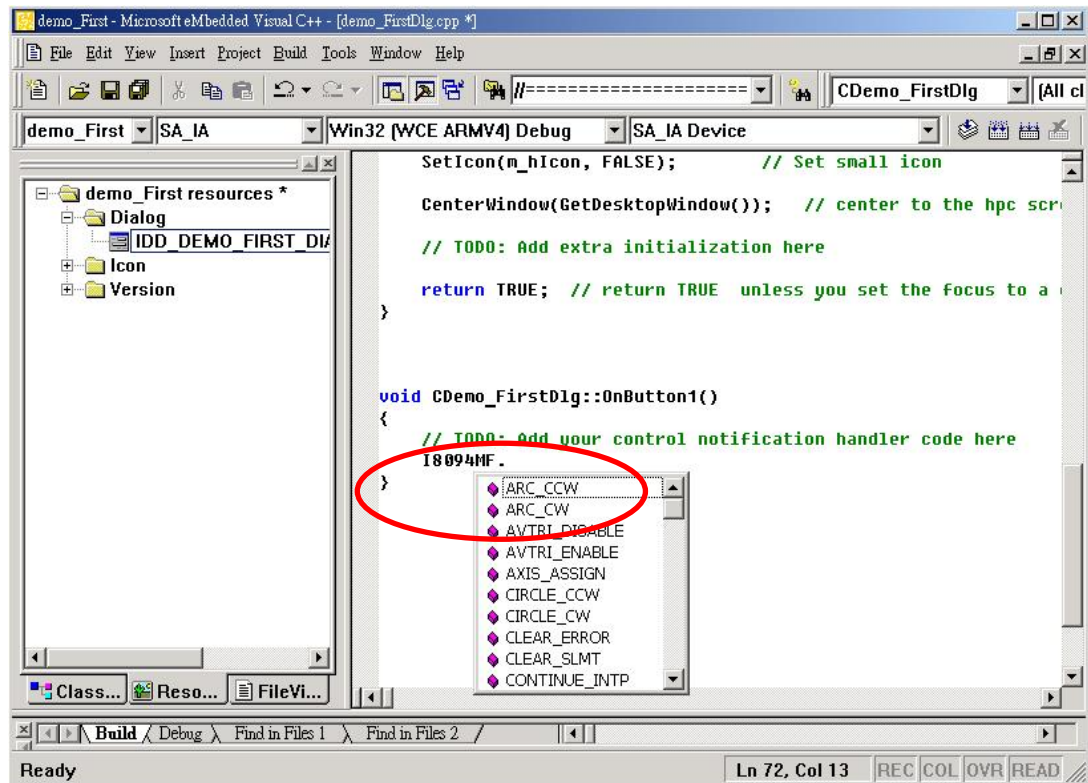 demo_First - Microsoft eMbedded Visual C++ - [demo_FirstDlg.cpp *]
File Edit View Insert Project Build Tools Window Help
//===================== CDemo_FirstDlg (All cl
demo_First SA_IA Win32 (WCE ARMV4) Debug SA_IA Device
demo_First resources *
Dialog
IDD_DEMO_FIRST_DIA
Icon
Version
SetIcon(m_hIcon, FALSE); // Set small icon
CenterWindow(GetDesktopWindow()); // center to the hpc scr
// TODO: Add extra initialization here
return TRUE; // return TRUE unless you set the focus to a
}
void CDemo_FirstDlg::OnButton1()
{
// TODO: Add your control notification handler code here
I8094MF.
}
ARC_CCW
ARC_CW
AVTRI_DISABLE
AVTRI_ENABLE
AXIS_ASSIGN
CIRCLE_CCW
CIRCLE_CW
CLEAR_ERROR
CLEAR_SLMT
CONTINUE_INTP
Class... Reso... FileVi...
Build Debug Find in Files 1 Find in Files 2
Ready Ln 72, Col 13 REC COL OVR READ